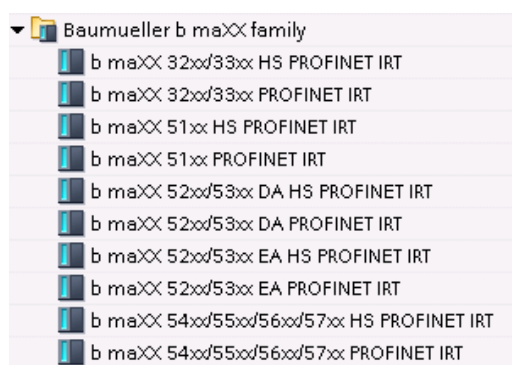 Baumueller b maXX family
b maXX 32xx/33xx HS PROFINET IRT
b maXX 32xx/33xx PROFINET IRT
b maXX 51xx HS PROFINET IRT
b maXX 51xx PROFINET IRT
b maXX 52xx/53xx DA HS PROFINET IRT
b maXX 52xx/53xx DA PROFINET IRT
b maXX 52xx/53xx EA HS PROFINET IRT
b maXX 52xx/53xx EA PROFINET IRT
b maXX 54xx/55xx/56xx/57xx HS PROFINET IRT
b maXX 54xx/55xx/56xx/57xx PROFINET IRT